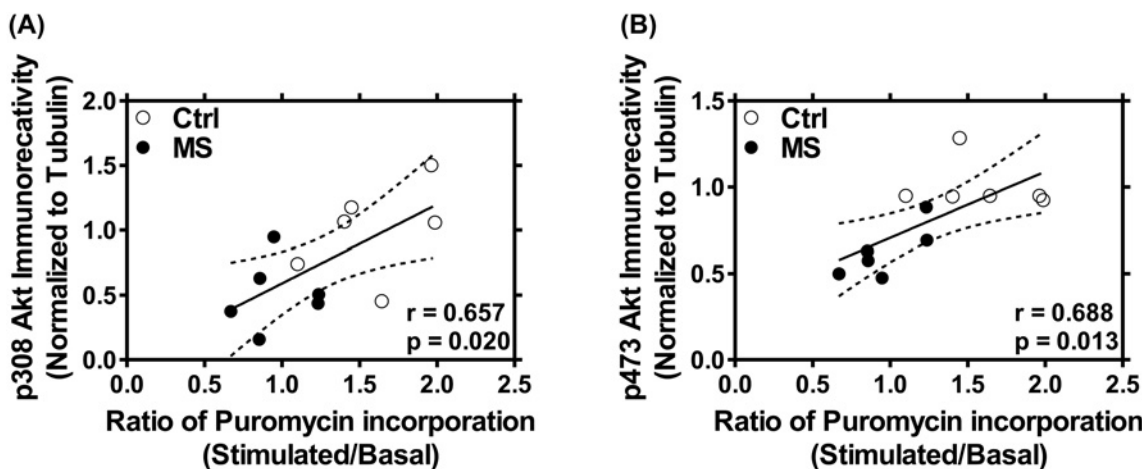 (A)
p308 Akt Immunorecativity
(Normalized to Tubulin)
2.0
1.5
1.0
0.5
0.0
Ctrl
MS
r = 0.657
p = 0.020
0.0 0.5 1.0 1.5 2.0 2.5
Ratio of Puromycin incorporation
(Stimulated/Basal)
(B)
p473 Akt Immunorecativity
(Normalized to Tubulin)
1.5
1.0
0.5
0.0
Ctrl
MS
r = 0.688
p = 0.013
0.0 0.5 1.0 1.5 2.0 2.5
Ratio of Puromycin incorporation
(Stimulated/Basal)